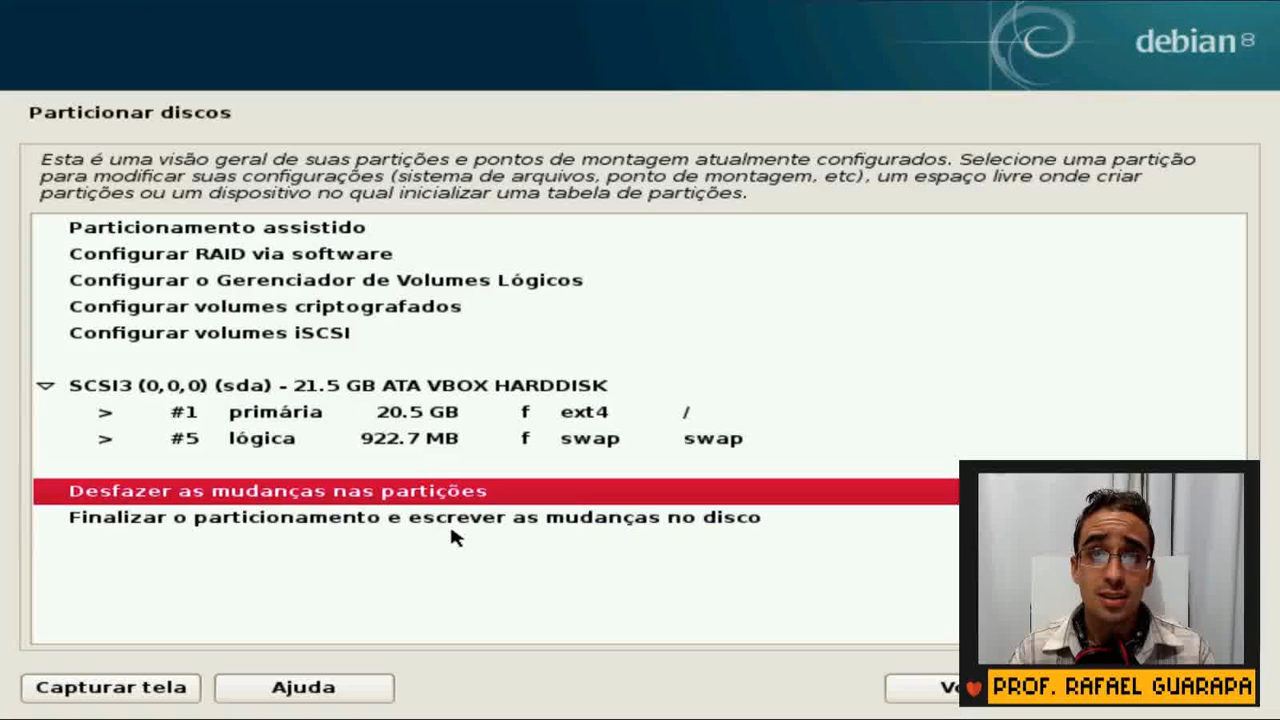 debian 8
Particionar discos
Esta é uma visão geral de suas partições e pontos de montagem atualmente configurados. Selecione uma partição
para modificar suas configurações (sistema de arquivos, ponto de montagem, etc), um espaço livre onde criar
partições ou um dispositivo no qual inicializar uma tabela de partições.
Particionamento assistido
Configurar RAID via software
Configurar o Gerenciador de Volumes Lógicos
Configurar volumes criptografados
Configurar volumes iSCSI
SCSI3 (0,0,0) (sda) - 21.5 GB ATA VBOX HARDDISK
> #1 primária 20.5 GB f ext4 /
> #5 lógica 922.7 MB f swap swap
Desfazer as mudanças nas partições
Finalizar o particionamento e escrever as mudanças no disco
Capturar tela Ajuda
PROF. RAFAEL GUARAPA